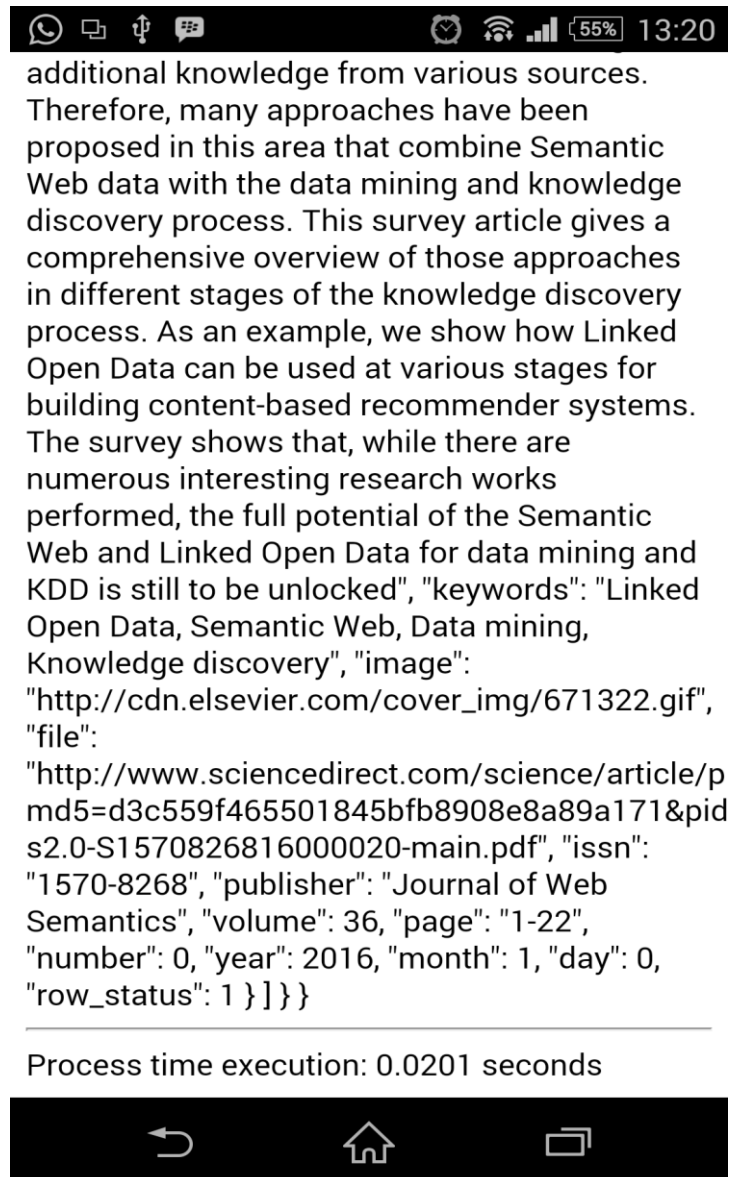 55% 13:20
additional knowledge from various sources.
Therefore, many approaches have been
proposed in this area that combine Semantic
Web data with the data mining and knowledge
discovery process. This survey article gives a
comprehensive overview of those approaches
in different stages of the knowledge discovery
process. As an example, we show how Linked
Open Data can be used at various stages for
building content-based recommender systems.
The survey shows that, while there are
numerous interesting research works
performed, the full potential of the Semantic
Web and Linked Open Data for data mining and
KDD is still to be unlocked", "keywords": "Linked
Open Data, Semantic Web, Data mining,
Knowledge discovery", "image":
"http://cdn.elsevier.com/cover_img/671322.gif",
"file":
"http://www.sciencedirect.com/science/article/p
md5=d3c559f465501845bfb8908e8a89a171&pid
s2.0-S1570826816000020-main.pdf", "issn":
"1570-8268", "publisher": "Journal of Web
Semantics", "volume": 36, "page": "1-22",
"number": 0, "year": 2016, "month": 1, "day": 0,
"row_status": 1 } ] } }
Process time execution: 0.0201 seconds